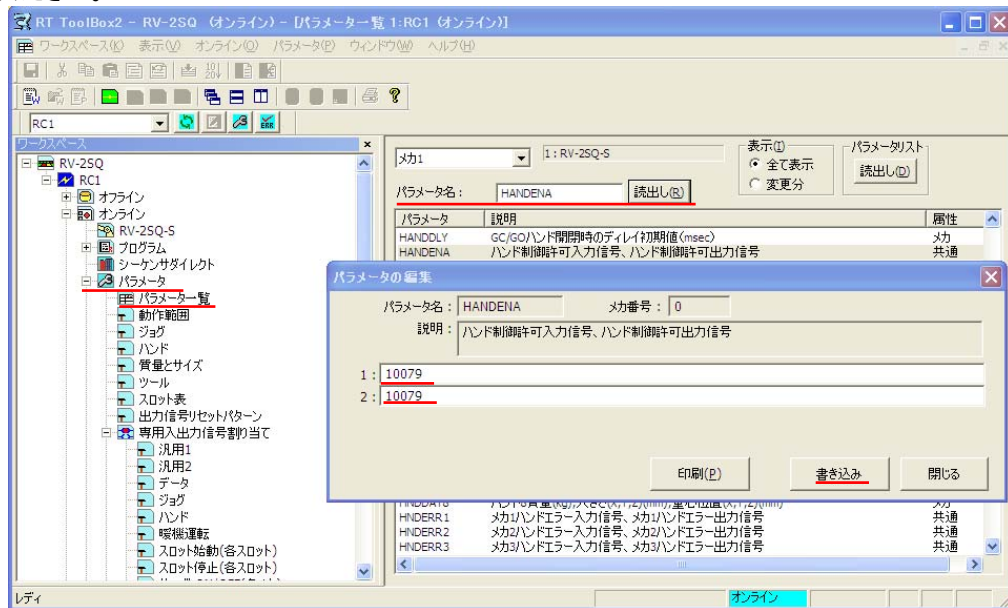 RT ToolBox2 - RV-2SQ (オンライン) - [パラメーター一覧 1:RC1 (オンライン)]
ワークスペース(K) 表示(V) オンライン(O) パラメータ(P) ウィンドウ(W) ヘルプ(H)
RC1
ワークスペース
RV-2SQ
RC1
オフライン
オンライン
RV-2SQ-S
プログラム
シーケンサダイレクト
パラメータ
パラメーター一覧
動作範囲
ジョグ
ハンド
質量とサイズ
ツール
スロット表
出力信号リセットパターン
専用入出力信号割り当て
汎用1
汎用2
データ
ジョグ
ハンド
暖機運転
スロット始動(各スロット)
スロット停止(各スロット)
メカ1
1 : RV-2SQ-S
表示(I)
全て表示
変更分
パラメータリスト
読出し(D)
パラメータ名: HANDENA 読出し(R)
パラメータ 説明 属性
HANDDLY GC/GOハンド開閉時のディレイ初期値(msec) メカ
HANDENA ハンド制御許可入力信号、ハンド制御許可出力信号 共通
パラメータの編集
パラメータ名: HANDENA メカ番号: 0
説明: ハンド制御許可入力信号、ハンド制御許可出力信号
1: 10079
2: 10079
印刷(P) 書き込み 閉じる
HNDERR1 メカ1ハンドエラー入力信号、メカ1ハンドエラー出力信号 共通
HNDERR2 メカ2ハンドエラー入力信号、メカ2ハンドエラー出力信号 共通
HNDERR3 メカ3ハンドエラー入力信号、メカ3ハンドエラー出力信号 共通
レディ オンライン